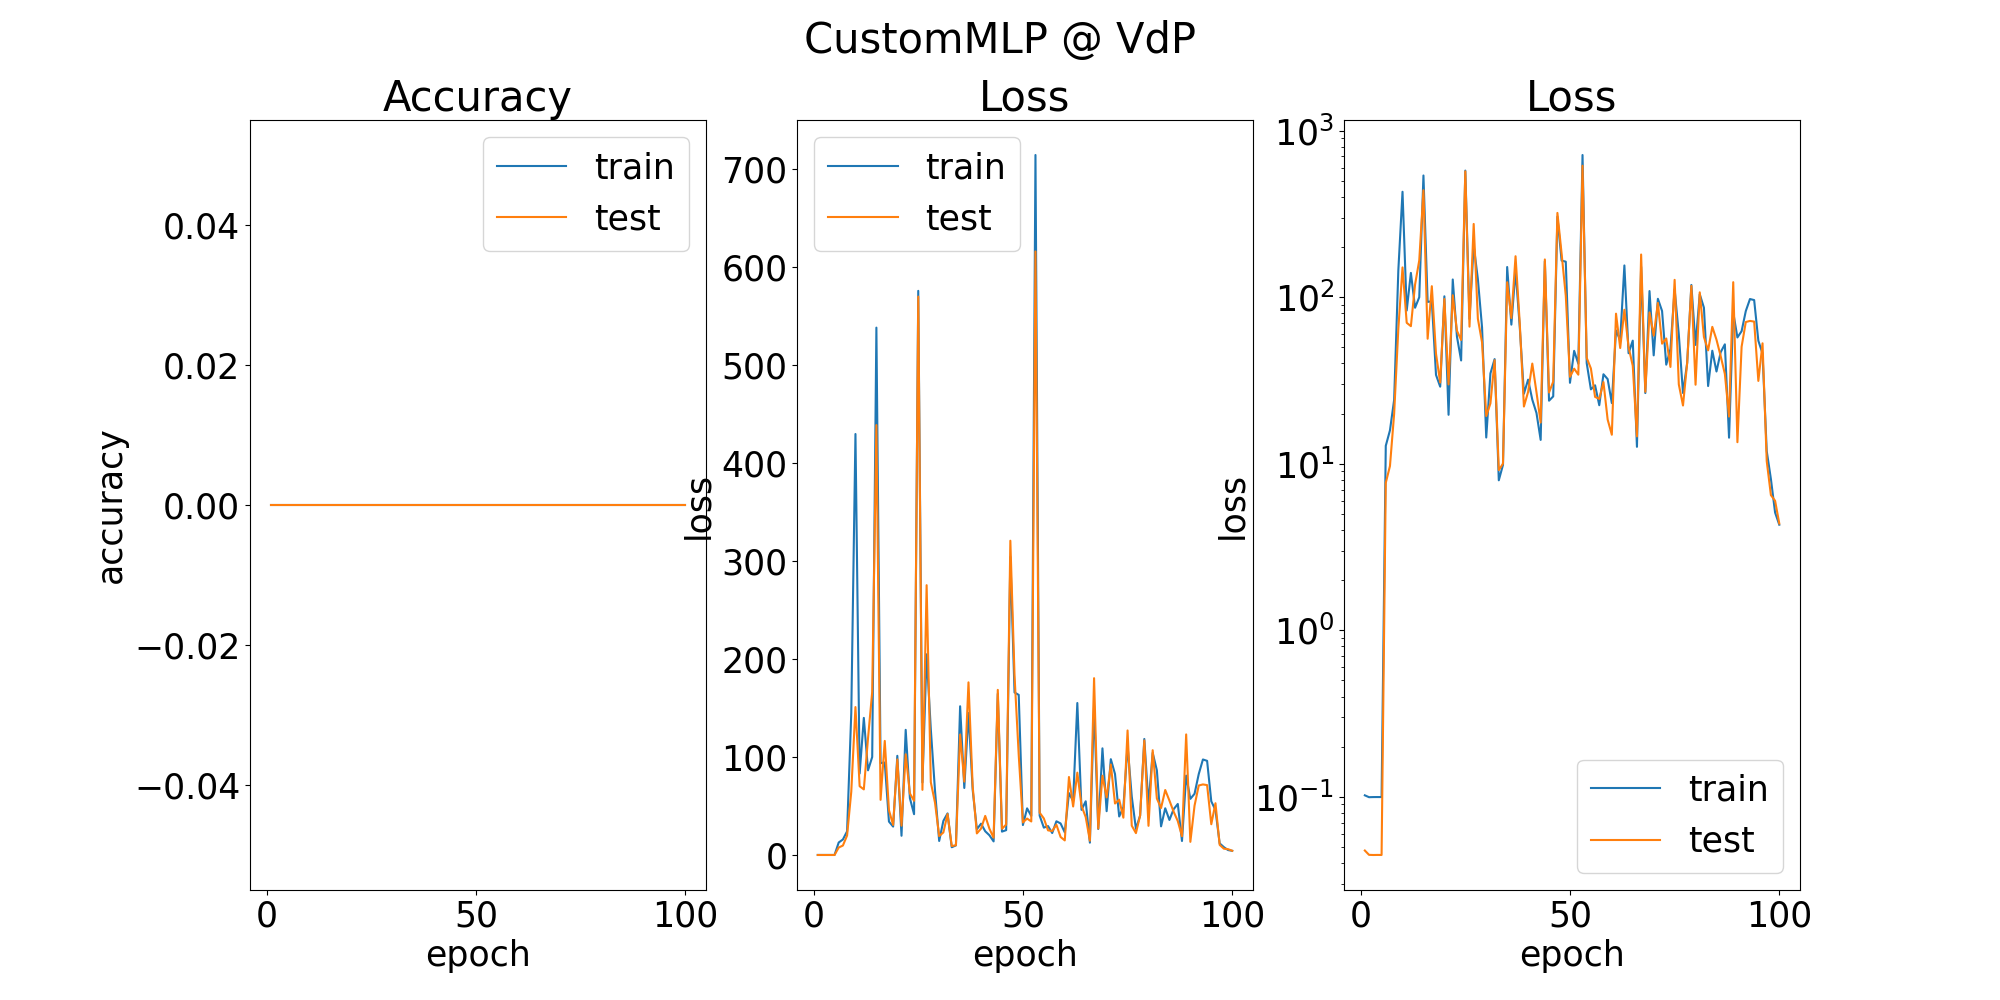 CustomMLP @ VdP
Accuracy
accuracy
0.04
0.02
0.00
−0.02
−0.04
0
50
100
epoch
train
test
Loss
loss
700
600
500
400
300
200
100
0
0
50
100
epoch
train
test
Loss
loss
10³
10²
10¹
10⁰
10⁻¹
0
50
100
epoch
train
test